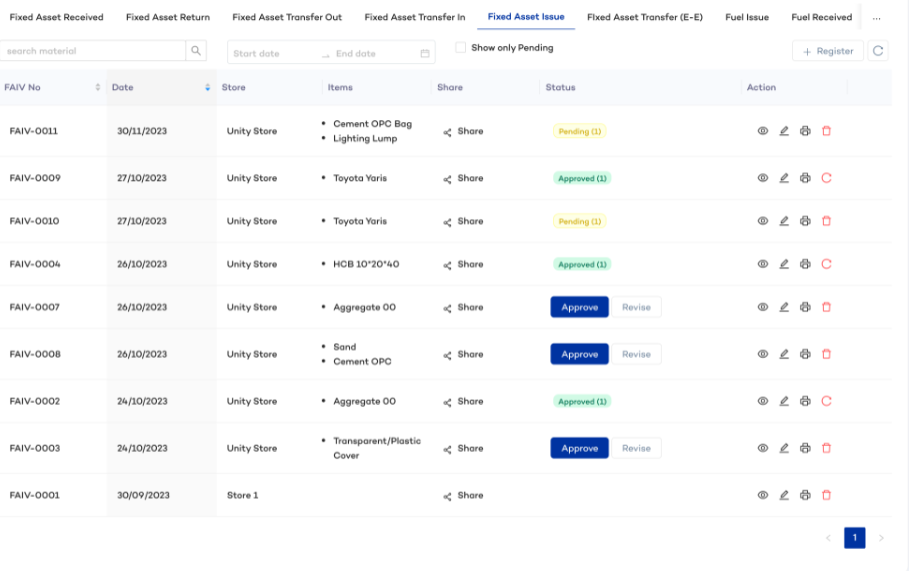 Fixed Asset Received Fixed Asset Return Fixed Asset Transfer Out Fixed Asset Transfer In Fixed Asset Issue FIxed Asset Transfer (E-E) Fuel Issue Fuel Received ...
search material Start date End date Show only Pending + Register
FAIV No Date Store Items Share Status Action
FAIV-0011 30/11/2023 Unity Store • Cement OPC Bag Share Pending (1)
• Lighting Lump
FAIV-0009 27/10/2023 Unity Store • Toyota Yaris Share Approved (1)
FAIV-0010 27/10/2023 Unity Store • Toyota Yaris Share Pending (1)
FAIV-0004 26/10/2023 Unity Store • HCB 10*20*40 Share Approved (1)
FAIV-0007 26/10/2023 Unity Store • Aggregate 00 Share Approve Revise
FAIV-0008 26/10/2023 Unity Store • Sand Share Approve Revise
• Cement OPC
FAIV-0002 24/10/2023 Unity Store • Aggregate 00 Share Approved (1)
FAIV-0003 24/10/2023 Unity Store • Transparent/Plastic Share Approve Revise
Cover
FAIV-0001 30/09/2023 Store 1 Share
< 1 >